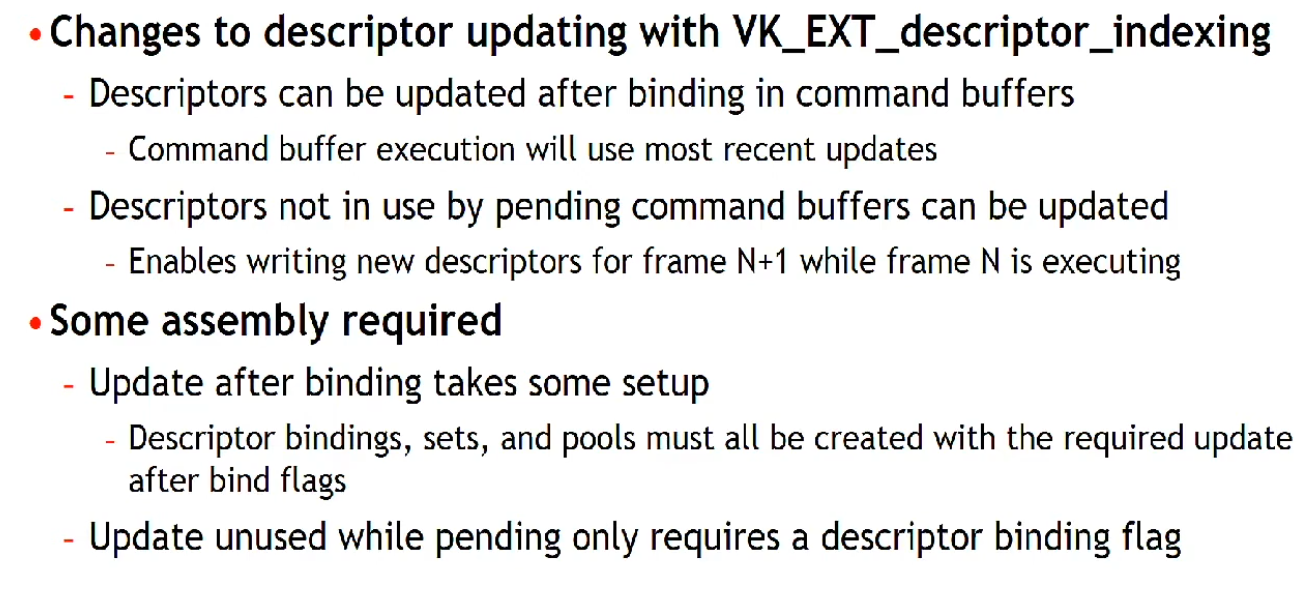 • Changes to descriptor updating with VK_EXT_descriptor_indexing
- Descriptors can be updated after binding in command buffers
- Command buffer execution will use most recent updates
- Descriptors not in use by pending command buffers can be updated
- Enables writing new descriptors for frame N+1 while frame N is executing
• Some assembly required
- Update after binding takes some setup
- Descriptor bindings, sets, and pools must all be created with the required update
after bind flags
- Update unused while pending only requires a descriptor binding flag